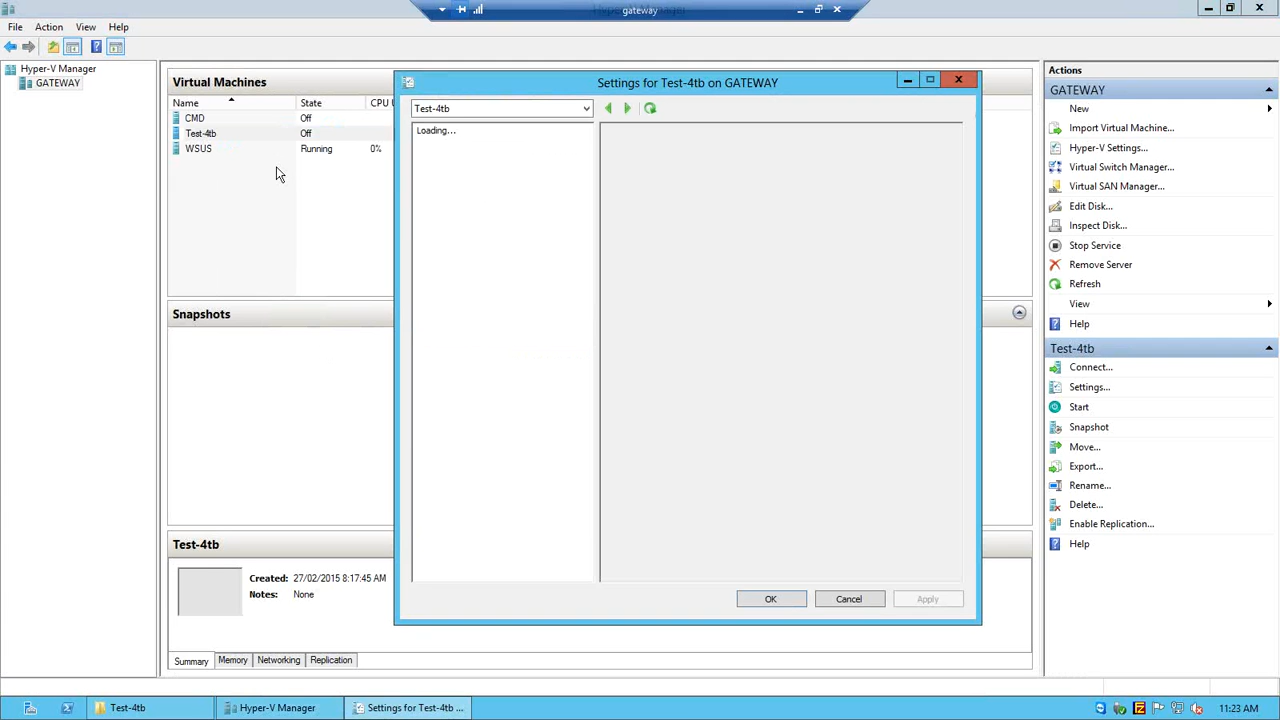 gateway
File Action View Help
Hyper-V Manager
GATEWAY
Virtual Machines
Name State CPU U
CMD Off
Test-4tb Off
WSUS Running 0%
Snapshots
Test-4tb
Created: 27/02/2015 8:17:45 AM
Notes: None
Summary Memory Networking Replication
Settings for Test-4tb on GATEWAY
Test-4tb
Loading...
OK Cancel Apply
Actions
GATEWAY
New
Import Virtual Machine...
Hyper-V Settings...
Virtual Switch Manager...
Virtual SAN Manager...
Edit Disk...
Inspect Disk...
Stop Service
Remove Server
Refresh
View
Help
Test-4tb
Connect...
Settings...
Start
Snapshot
Move...
Export...
Rename...
Delete...
Enable Replication...
Help
Test-4tb Hyper-V Manager Settings for Test-4tb ... 11:23 AM